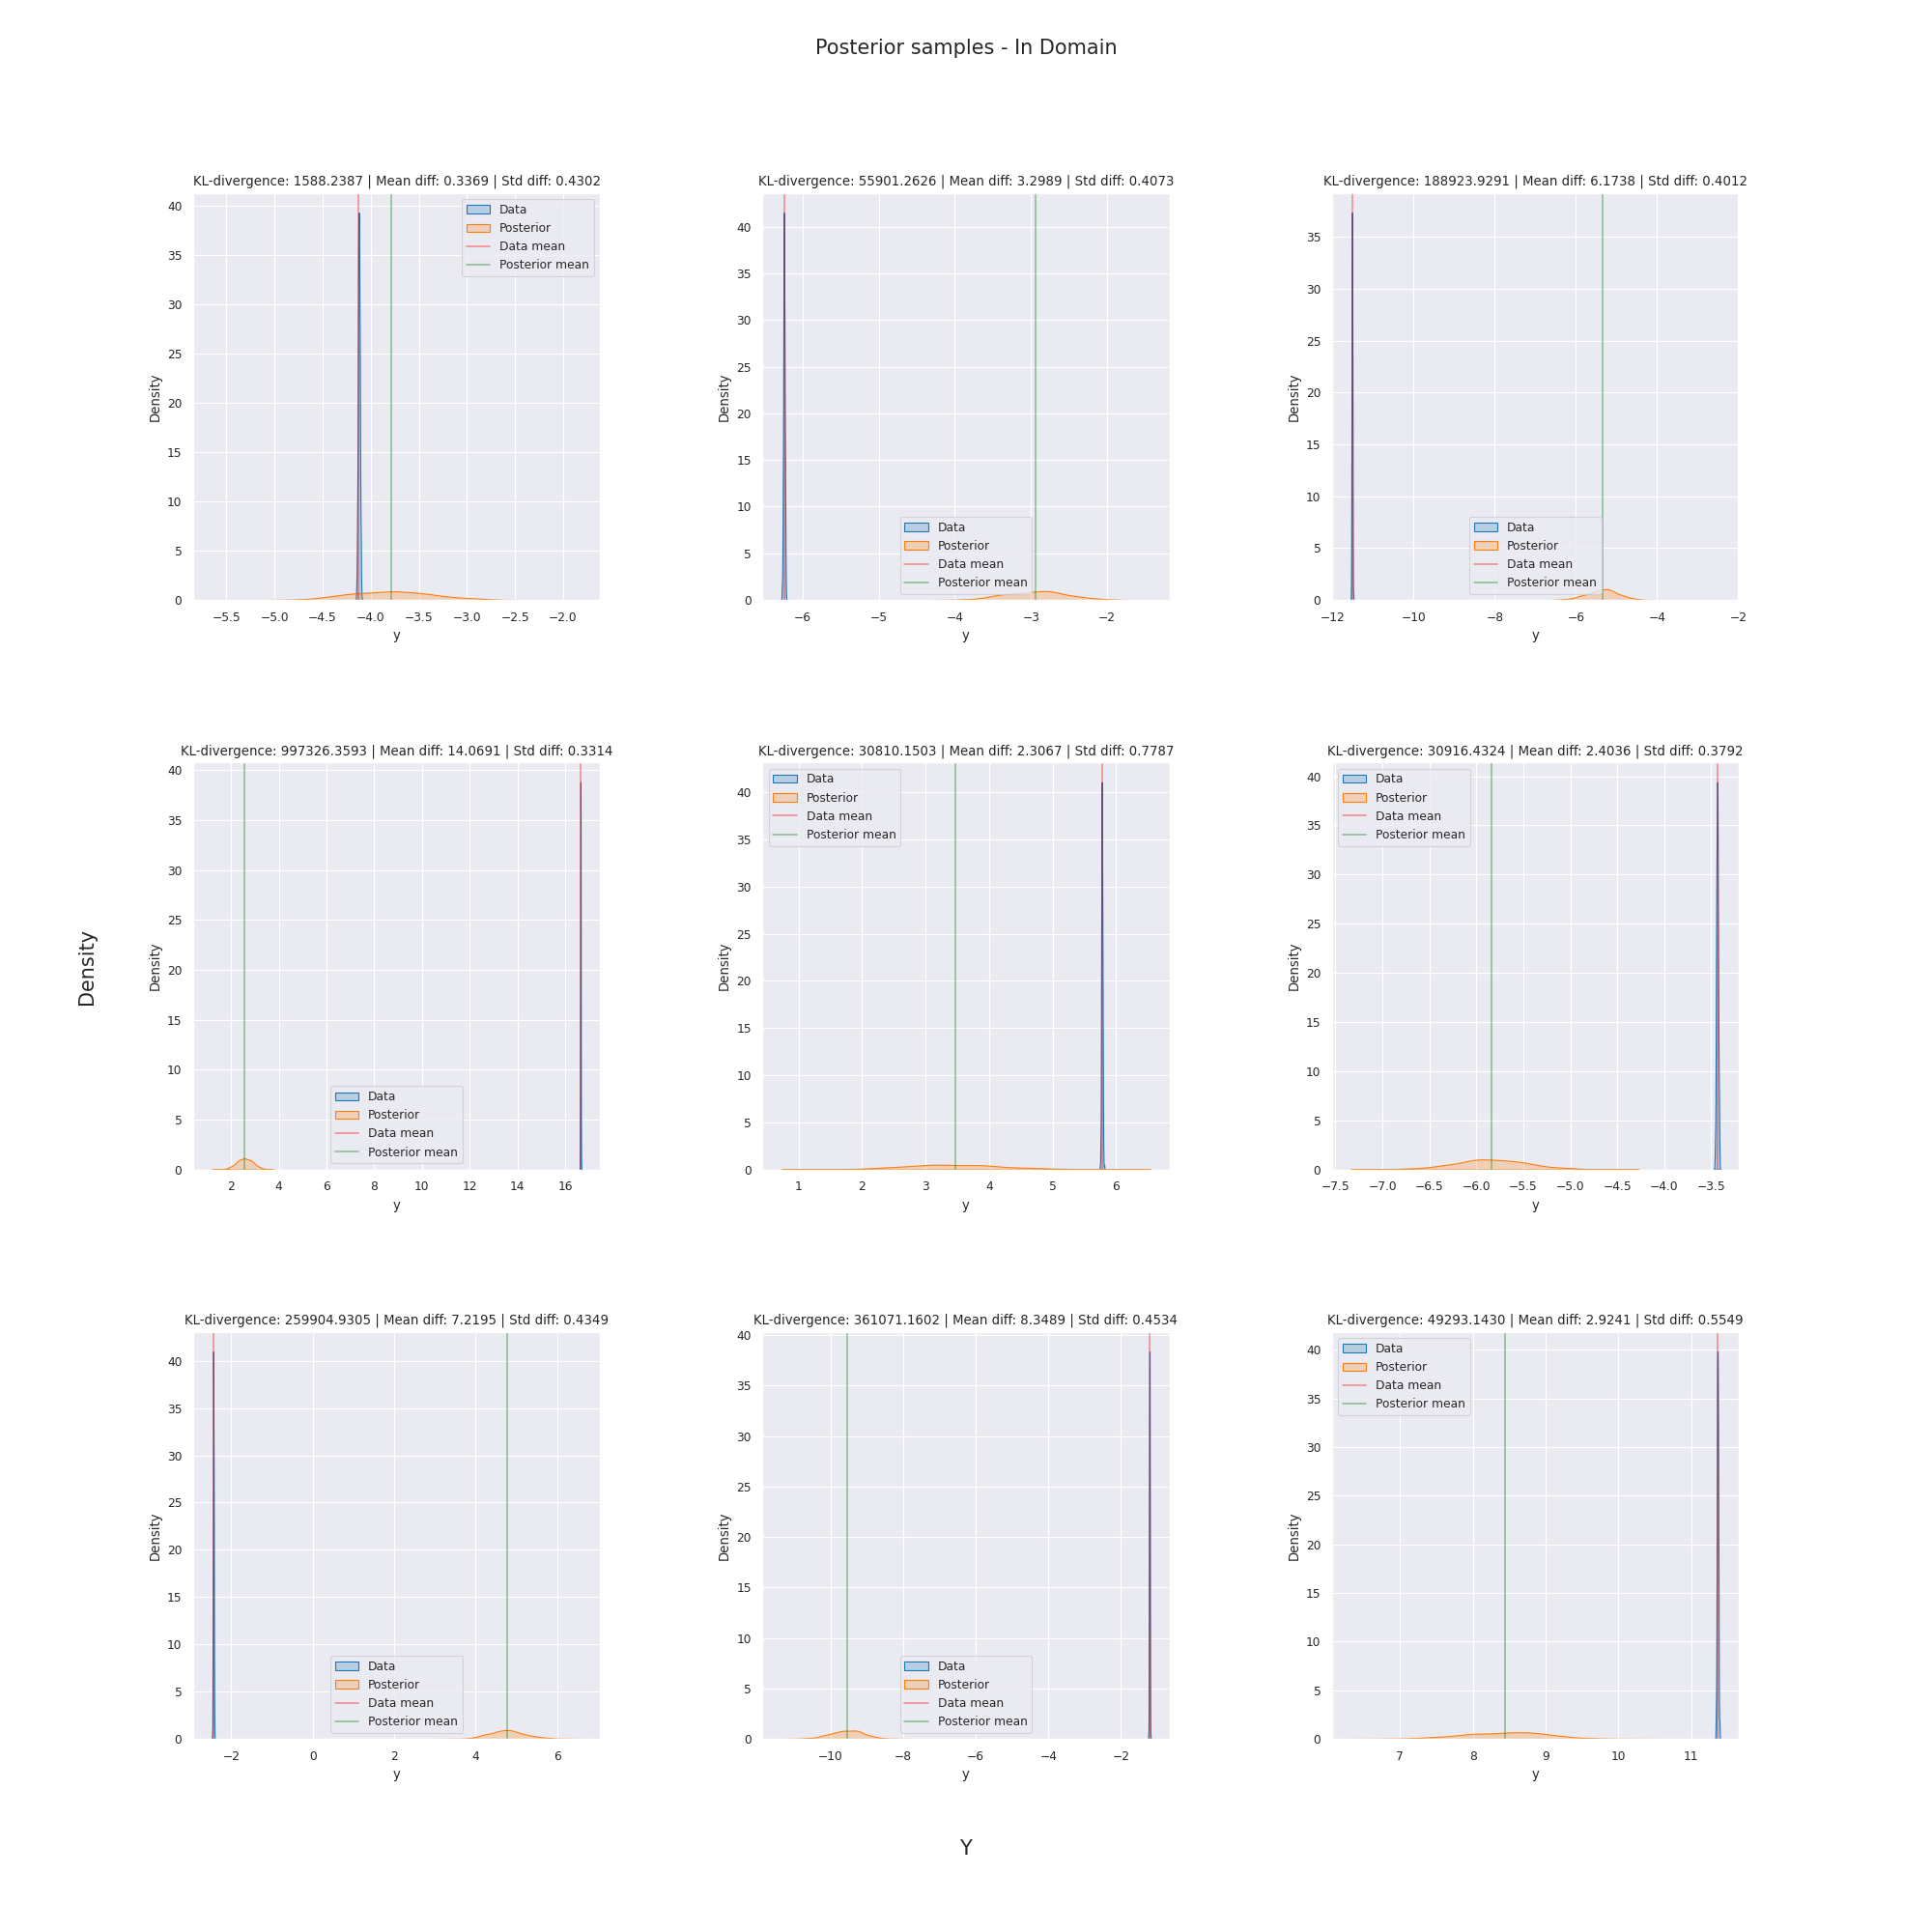 Posterior samples - In Domain
KL-divergence: 1588.2387 | Mean diff: 0.3369 | Std diff: 0.4302
40
35
30
25
20
15
10
5
0
Density
Data
Posterior
Data mean
Posterior mean
−5.5 −5.0 −4.5 −4.0 −3.5 −3.0 −2.5 −2.0
y
KL-divergence: 55901.2626 | Mean diff: 3.2989 | Std diff: 0.4073
40
35
30
25
20
15
10
5
0
Density
Data
Posterior
Data mean
Posterior mean
−6 −5 −4 −3 −2
y
KL-divergence: 188923.9291 | Mean diff: 6.1738 | Std diff: 0.4012
35
30
25
20
15
10
5
0
Density
Data
Posterior
Data mean
Posterior mean
−12 −10 −8 −6 −4 −2
y
Density
KL-divergence: 997326.3593 | Mean diff: 14.0691 | Std diff: 0.3314
40
35
30
25
20
15
10
5
0
Density
Data
Posterior
Data mean
Posterior mean
2 4 6 8 10 12 14 16
y
KL-divergence: 30810.1503 | Mean diff: 2.3067 | Std diff: 0.7787
40
35
30
25
20
15
10
5
0
Density
Data
Posterior
Data mean
Posterior mean
1 2 3 4 5 6
y
KL-divergence: 30916.4324 | Mean diff: 2.4036 | Std diff: 0.3792
40
35
30
25
20
15
10
5
0
Density
Data
Posterior
Data mean
Posterior mean
−7.5 −7.0 −6.5 −6.0 −5.5 −5.0 −4.5 −4.0 −3.5
y
KL-divergence: 259904.9305 | Mean diff: 7.2195 | Std diff: 0.4349
40
35
30
25
20
15
10
5
0
Density
Data
Posterior
Data mean
Posterior mean
−2 0 2 4 6
y
KL-divergence: 361071.1602 | Mean diff: 8.3489 | Std diff: 0.4534
40
35
30
25
20
15
10
5
0
Density
Data
Posterior
Data mean
Posterior mean
−10 −8 −6 −4 −2
y
KL-divergence: 49293.1430 | Mean diff: 2.9241 | Std diff: 0.5549
40
35
30
25
20
15
10
5
0
Density
Data
Posterior
Data mean
Posterior mean
7 8 9 10 11
y
Y